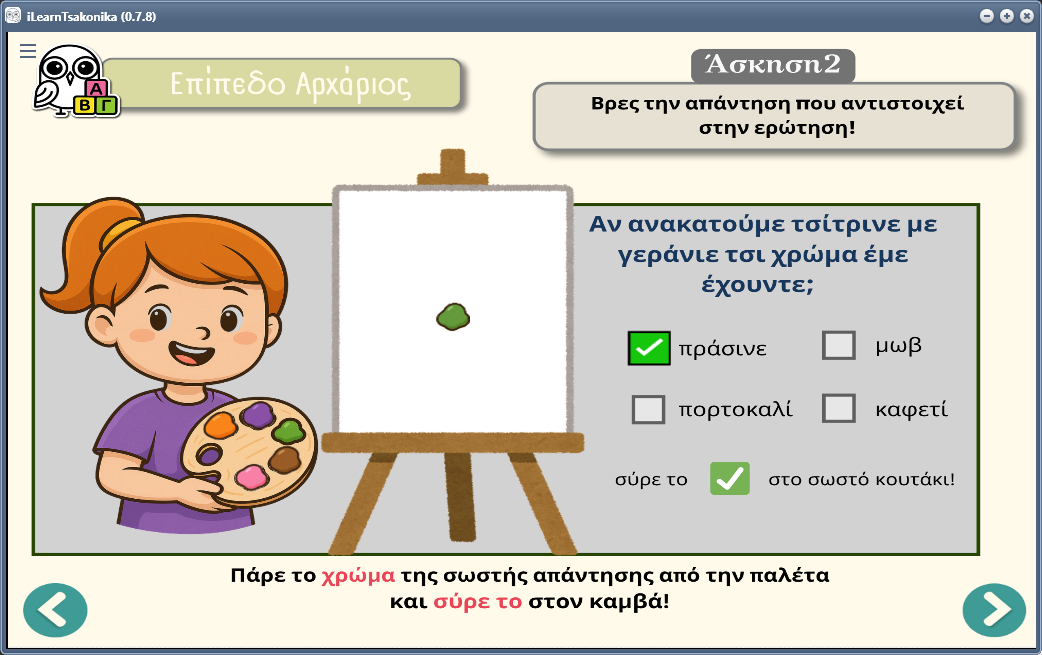 iLearnTsakonika (0.7.8)
Επίπεδο Αρχάριος
Α
Β Γ
Άσκηση2
Βρες την απάντηση που αντιστοιχεί
στην ερώτηση!
Αν ανακατούμε τσίτρινε με
γεράνιε τσι χρώμα έμε
έχουντε;
πράσινε
μωβ
πορτοκαλί
καφετί
σύρε το
στο σωστό κουτάκι!
Πάρε το χρώμα της σωστής απάντησης από την παλέτα
και σύρε το στον καμβά!